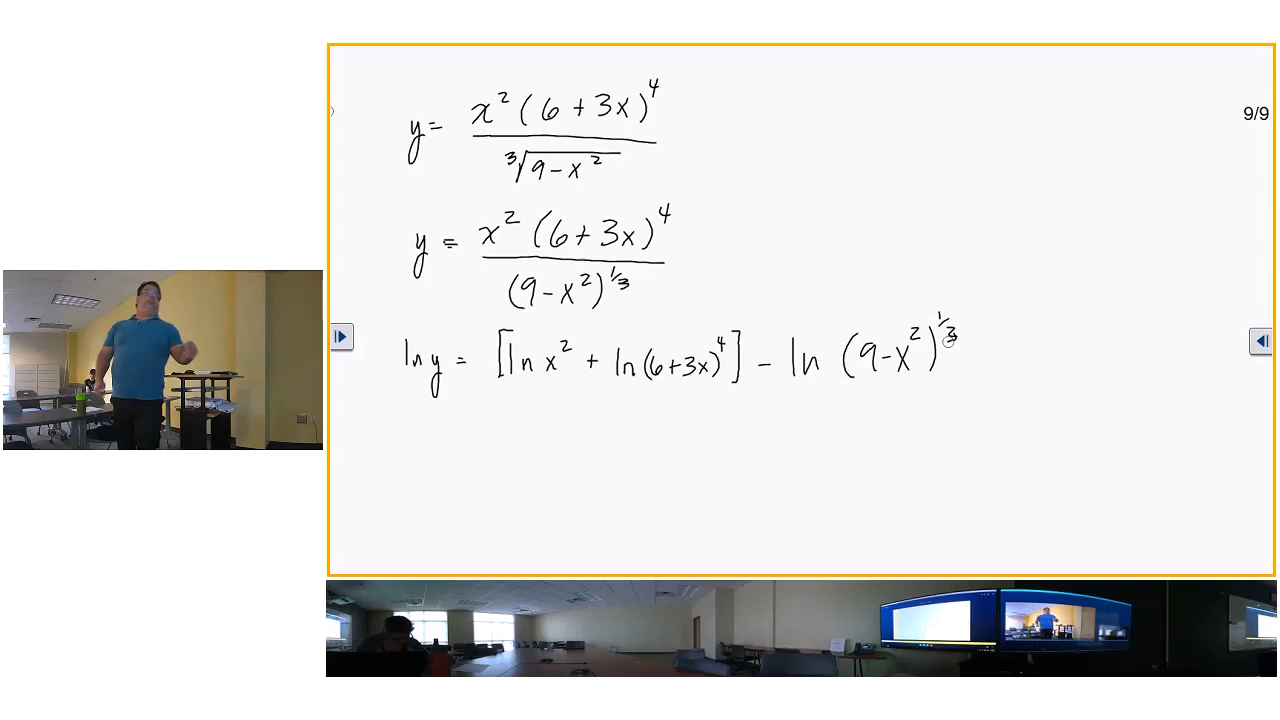 y = x² (6 + 3x)⁴ / ³√(9 - x²)
9/9
y = x² (6 + 3x)⁴ / (9 - x²)^(1/3)
ln y = [ln x² + ln (6+3x)⁴] - ln (9-x²)^(1/3)